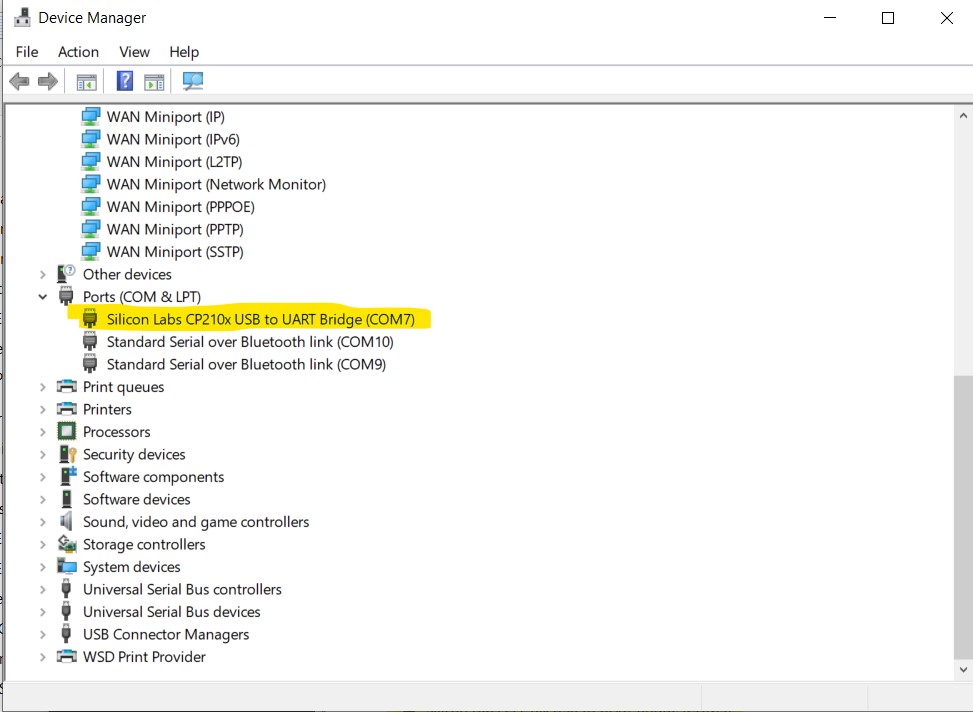 Device Manager
File Action View Help
WAN Miniport (IP)
WAN Miniport (IPv6)
WAN Miniport (L2TP)
WAN Miniport (Network Monitor)
WAN Miniport (PPPOE)
WAN Miniport (PPTP)
WAN Miniport (SSTP)
Other devices
Ports (COM & LPT)
Silicon Labs CP210x USB to UART Bridge (COM7)
Standard Serial over Bluetooth link (COM10)
Standard Serial over Bluetooth link (COM9)
Print queues
Printers
Processors
Security devices
Software components
Software devices
Sound, video and game controllers
Storage controllers
System devices
Universal Serial Bus controllers
Universal Serial Bus devices
USB Connector Managers
WSD Print Provider